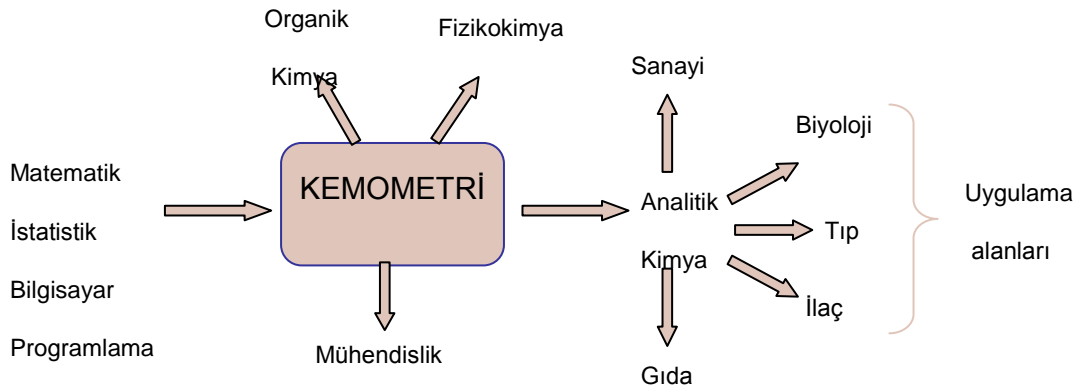 Organik
Kimya
Fizikokimya
Sanayi
Biyoloji
Matematik
İstatistik
Bilgisayar
Programlama
KEMOMETRİ
Analitik
Kimya
Tıp
İlaç
Uygulama
alanları
Mühendislik
Gıda